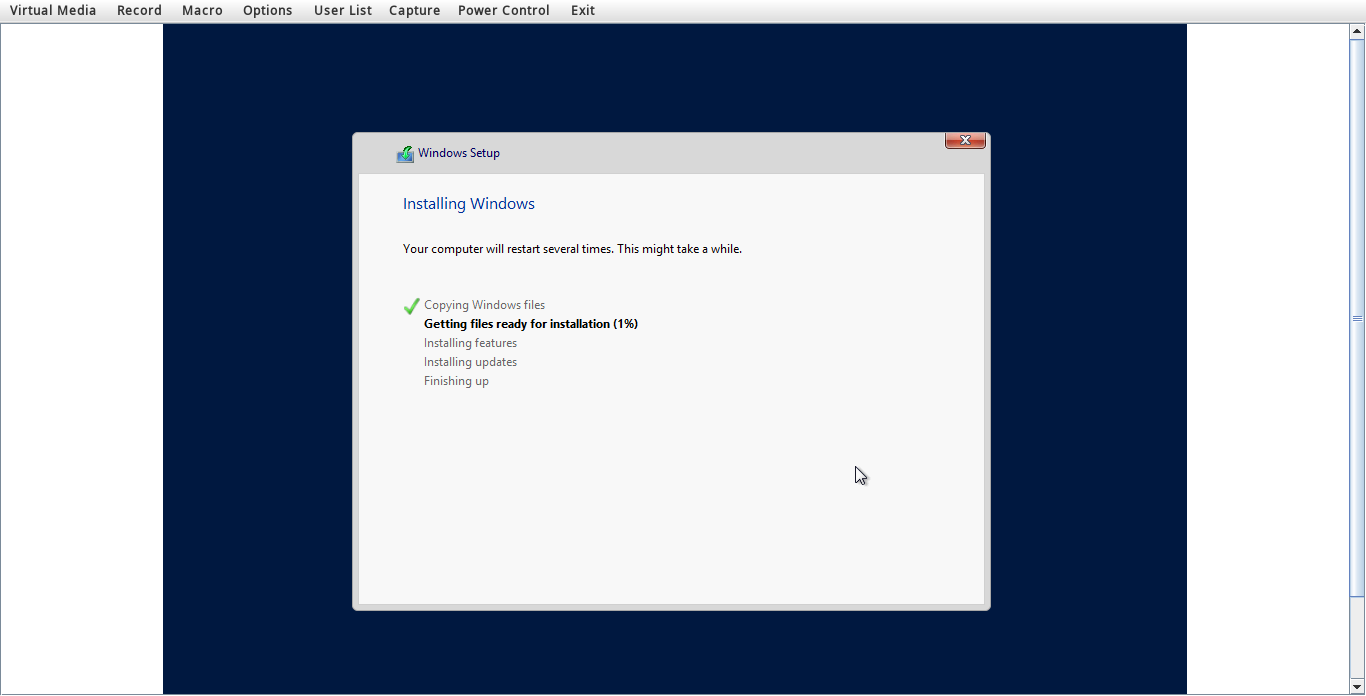 Virtual Media Record Macro Options User List Capture Power Control Exit
Windows Setup
Installing Windows
Your computer will restart several times. This might take a while.
Copying Windows files
Getting files ready for installation (1%)
Installing features
Installing updates
Finishing up